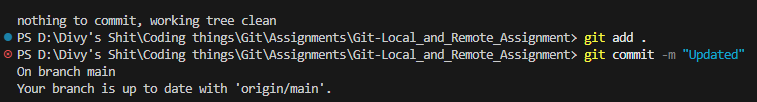 nothing to commit, working tree clean
PS D:\Divy's Shit\Coding things\Git\Assignments\Git-Local_and_Remote_Assignment> git add .
PS D:\Divy's Shit\Coding things\Git\Assignments\Git-Local_and_Remote_Assignment> git commit -m "Updated"
On branch main
Your branch is up to date with 'origin/main'.